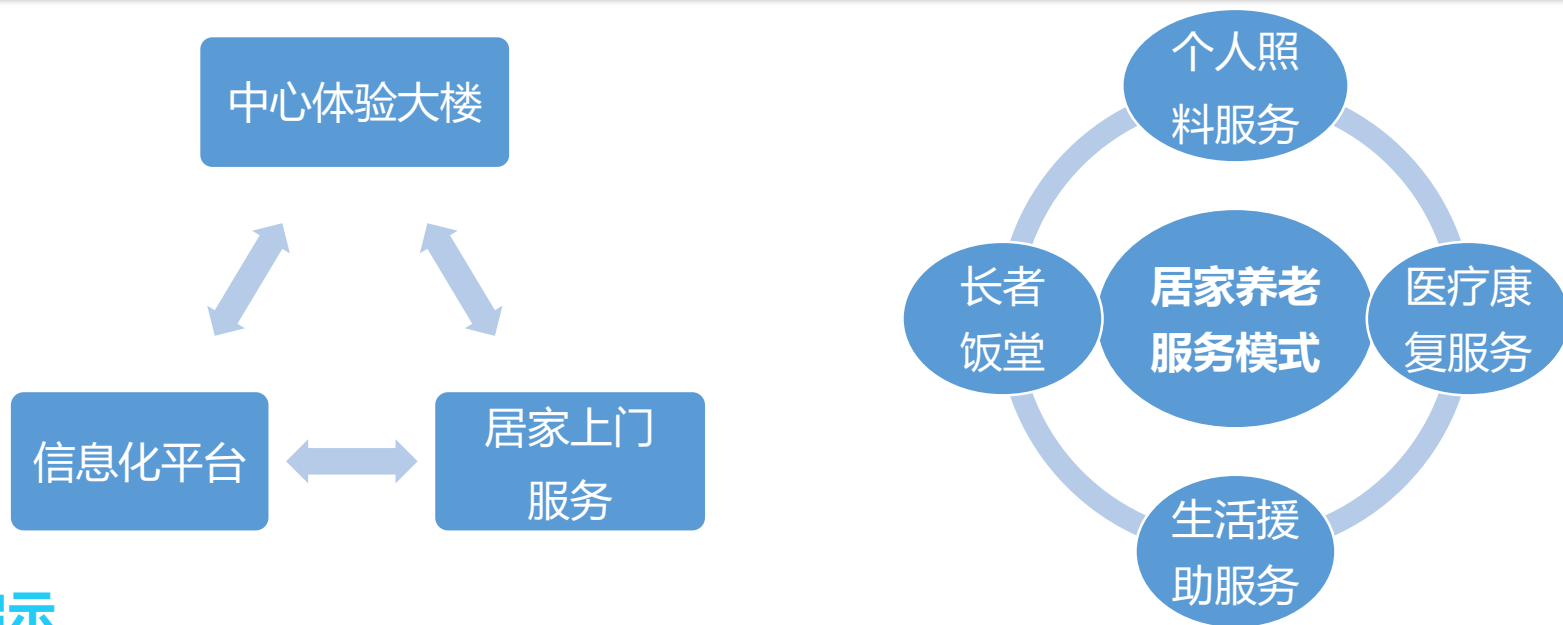 中心体验大楼
信息化平台
居家上门
服务
个人照
料服务
长者
饭堂
居家养老
服务模式
医疗康
复服务
生活援
助服务
示